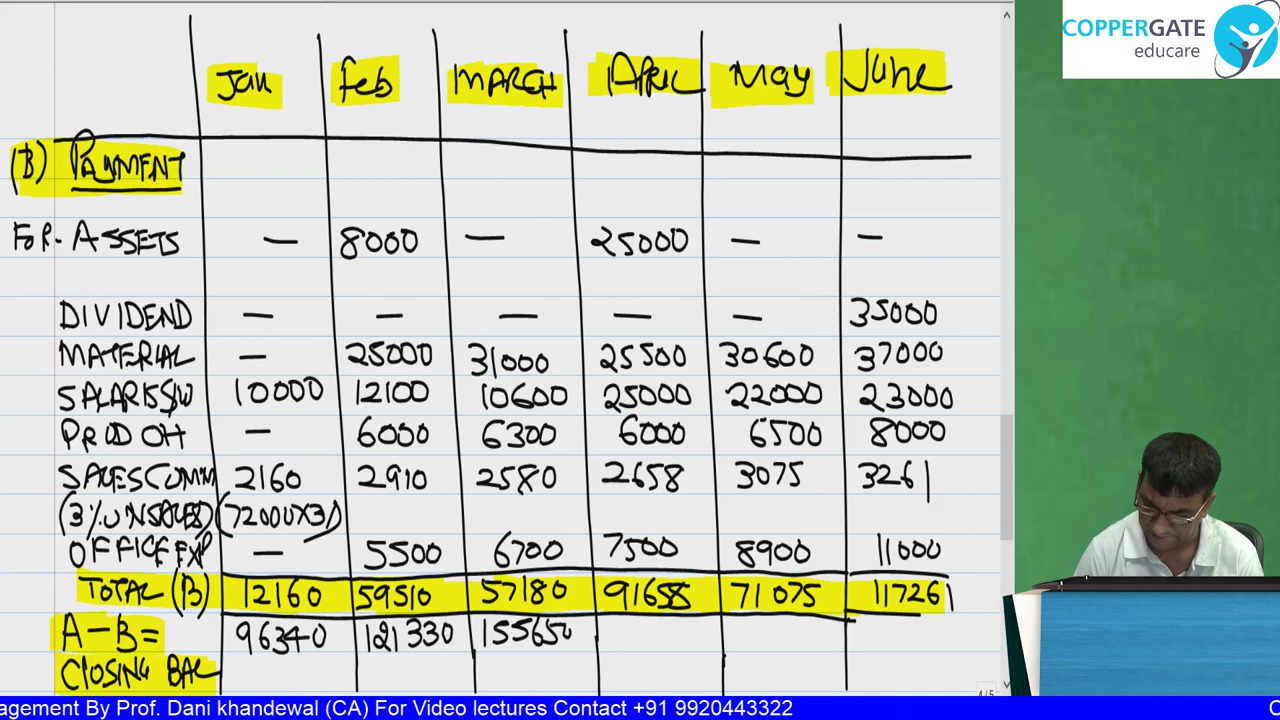 COPPERGATE
educare
Jan Feb MARCH APRIL May JUNE
(B) PAYMENT
FOR- ASSETS — 8000 — 25000 — —
DIVIDEND — — — — — 35000
MATERIAL — 25000 31000 25500 30600 37000
10000 12100 10600 25000 22000 23000
PROD OH — 6000 6300 6000 6500 8000
SALES COMM 2160 2910 2580 2658 3075 3261
(3% ON SALES) (72000X3)
OFFICE EXP — 5500 6700 7500 8900 11000
TOTAL (B) 12160 59510 57180 91658 71075 117261
A - B = 96340 121330 155650
CLOSING BAL
4/5
agement By Prof. Dani khandewal (CA) For Video lectures Contact +91 9920443322 C